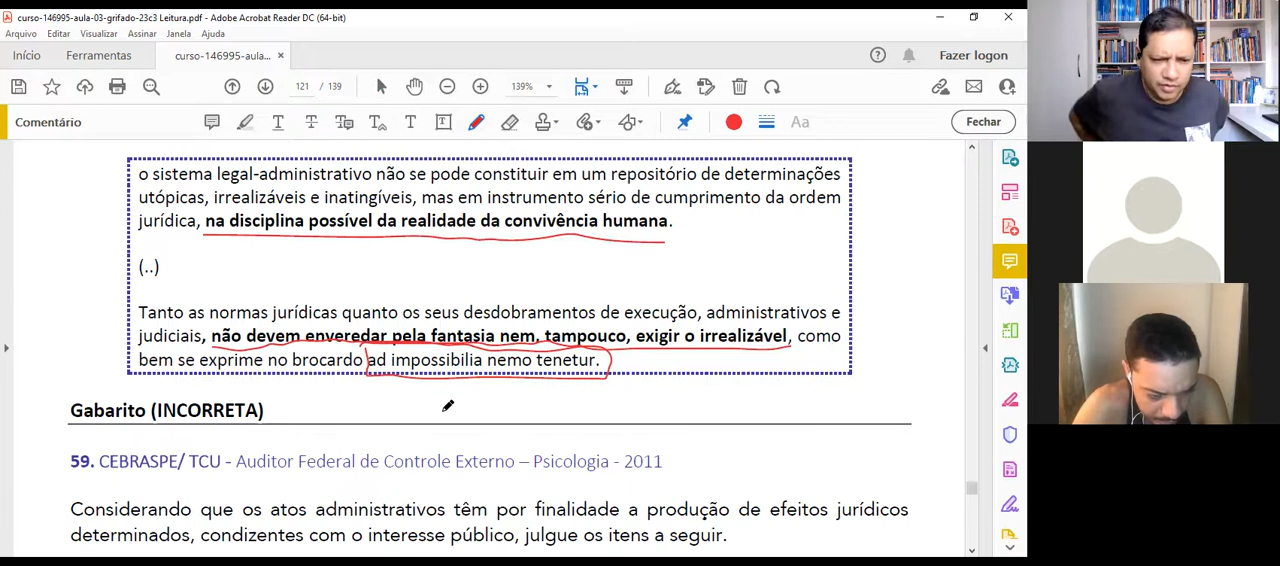 curso-146995-aula-03-grifado-23c3 Leitura.pdf - Adobe Acrobat Reader DC (64-bit)
Arquivo Editar Visualizar Assinar Janela Ajuda
Início Ferramentas curso-146995-aula... × Fazer logon
121 / 139 139%
Comentário Aa Fechar
o sistema legal-administrativo não se pode constituir em um repositório de determinações
utópicas, irrealizáveis e inatingíveis, mas em instrumento sério de cumprimento da ordem
jurídica, na disciplina possível da realidade da convivência humana.
(..)
Tanto as normas jurídicas quanto os seus desdobramentos de execução, administrativos e
judiciais, não devem enveredar pela fantasia nem, tampouco, exigir o irrealizável, como
bem se exprime no brocardo ad impossibilia nemo tenetur.
Gabarito (INCORRETA)
59. CEBRASPE/ TCU - Auditor Federal de Controle Externo – Psicologia - 2011
Considerando que os atos administrativos têm por finalidade a produção de efeitos jurídicos
determinados, condizentes com o interesse público, julgue os itens a seguir.